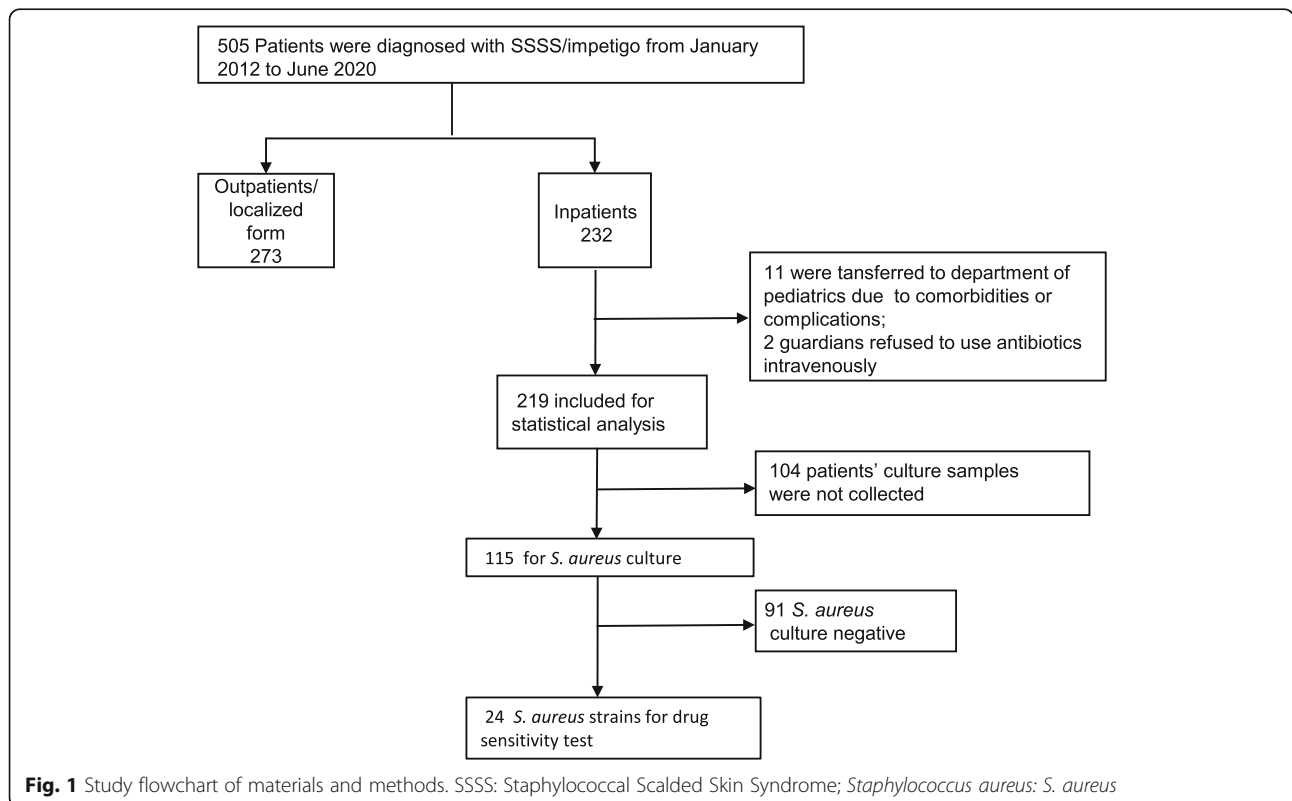 505 Patients were diagnosed with SSSS/impetigo from January
2012 to June 2020
Outpatients/
localized
form
273
Inpatients
232
11 were tansferred to department of
pediatrics due to comorbidities or
complications;
2 guardians refused to use antibiotics
intravenously
219 included for
statistical analysis
104 patients' culture samples
were not collected
115 for S. aureus culture
91 S. aureus
culture negative
24 S. aureus strains for drug
sensitivity test
Fig. 1 Study flowchart of materials and methods. SSSS: Staphylococcal Scalded Skin Syndrome; Staphylococcus aureus: S. aureus